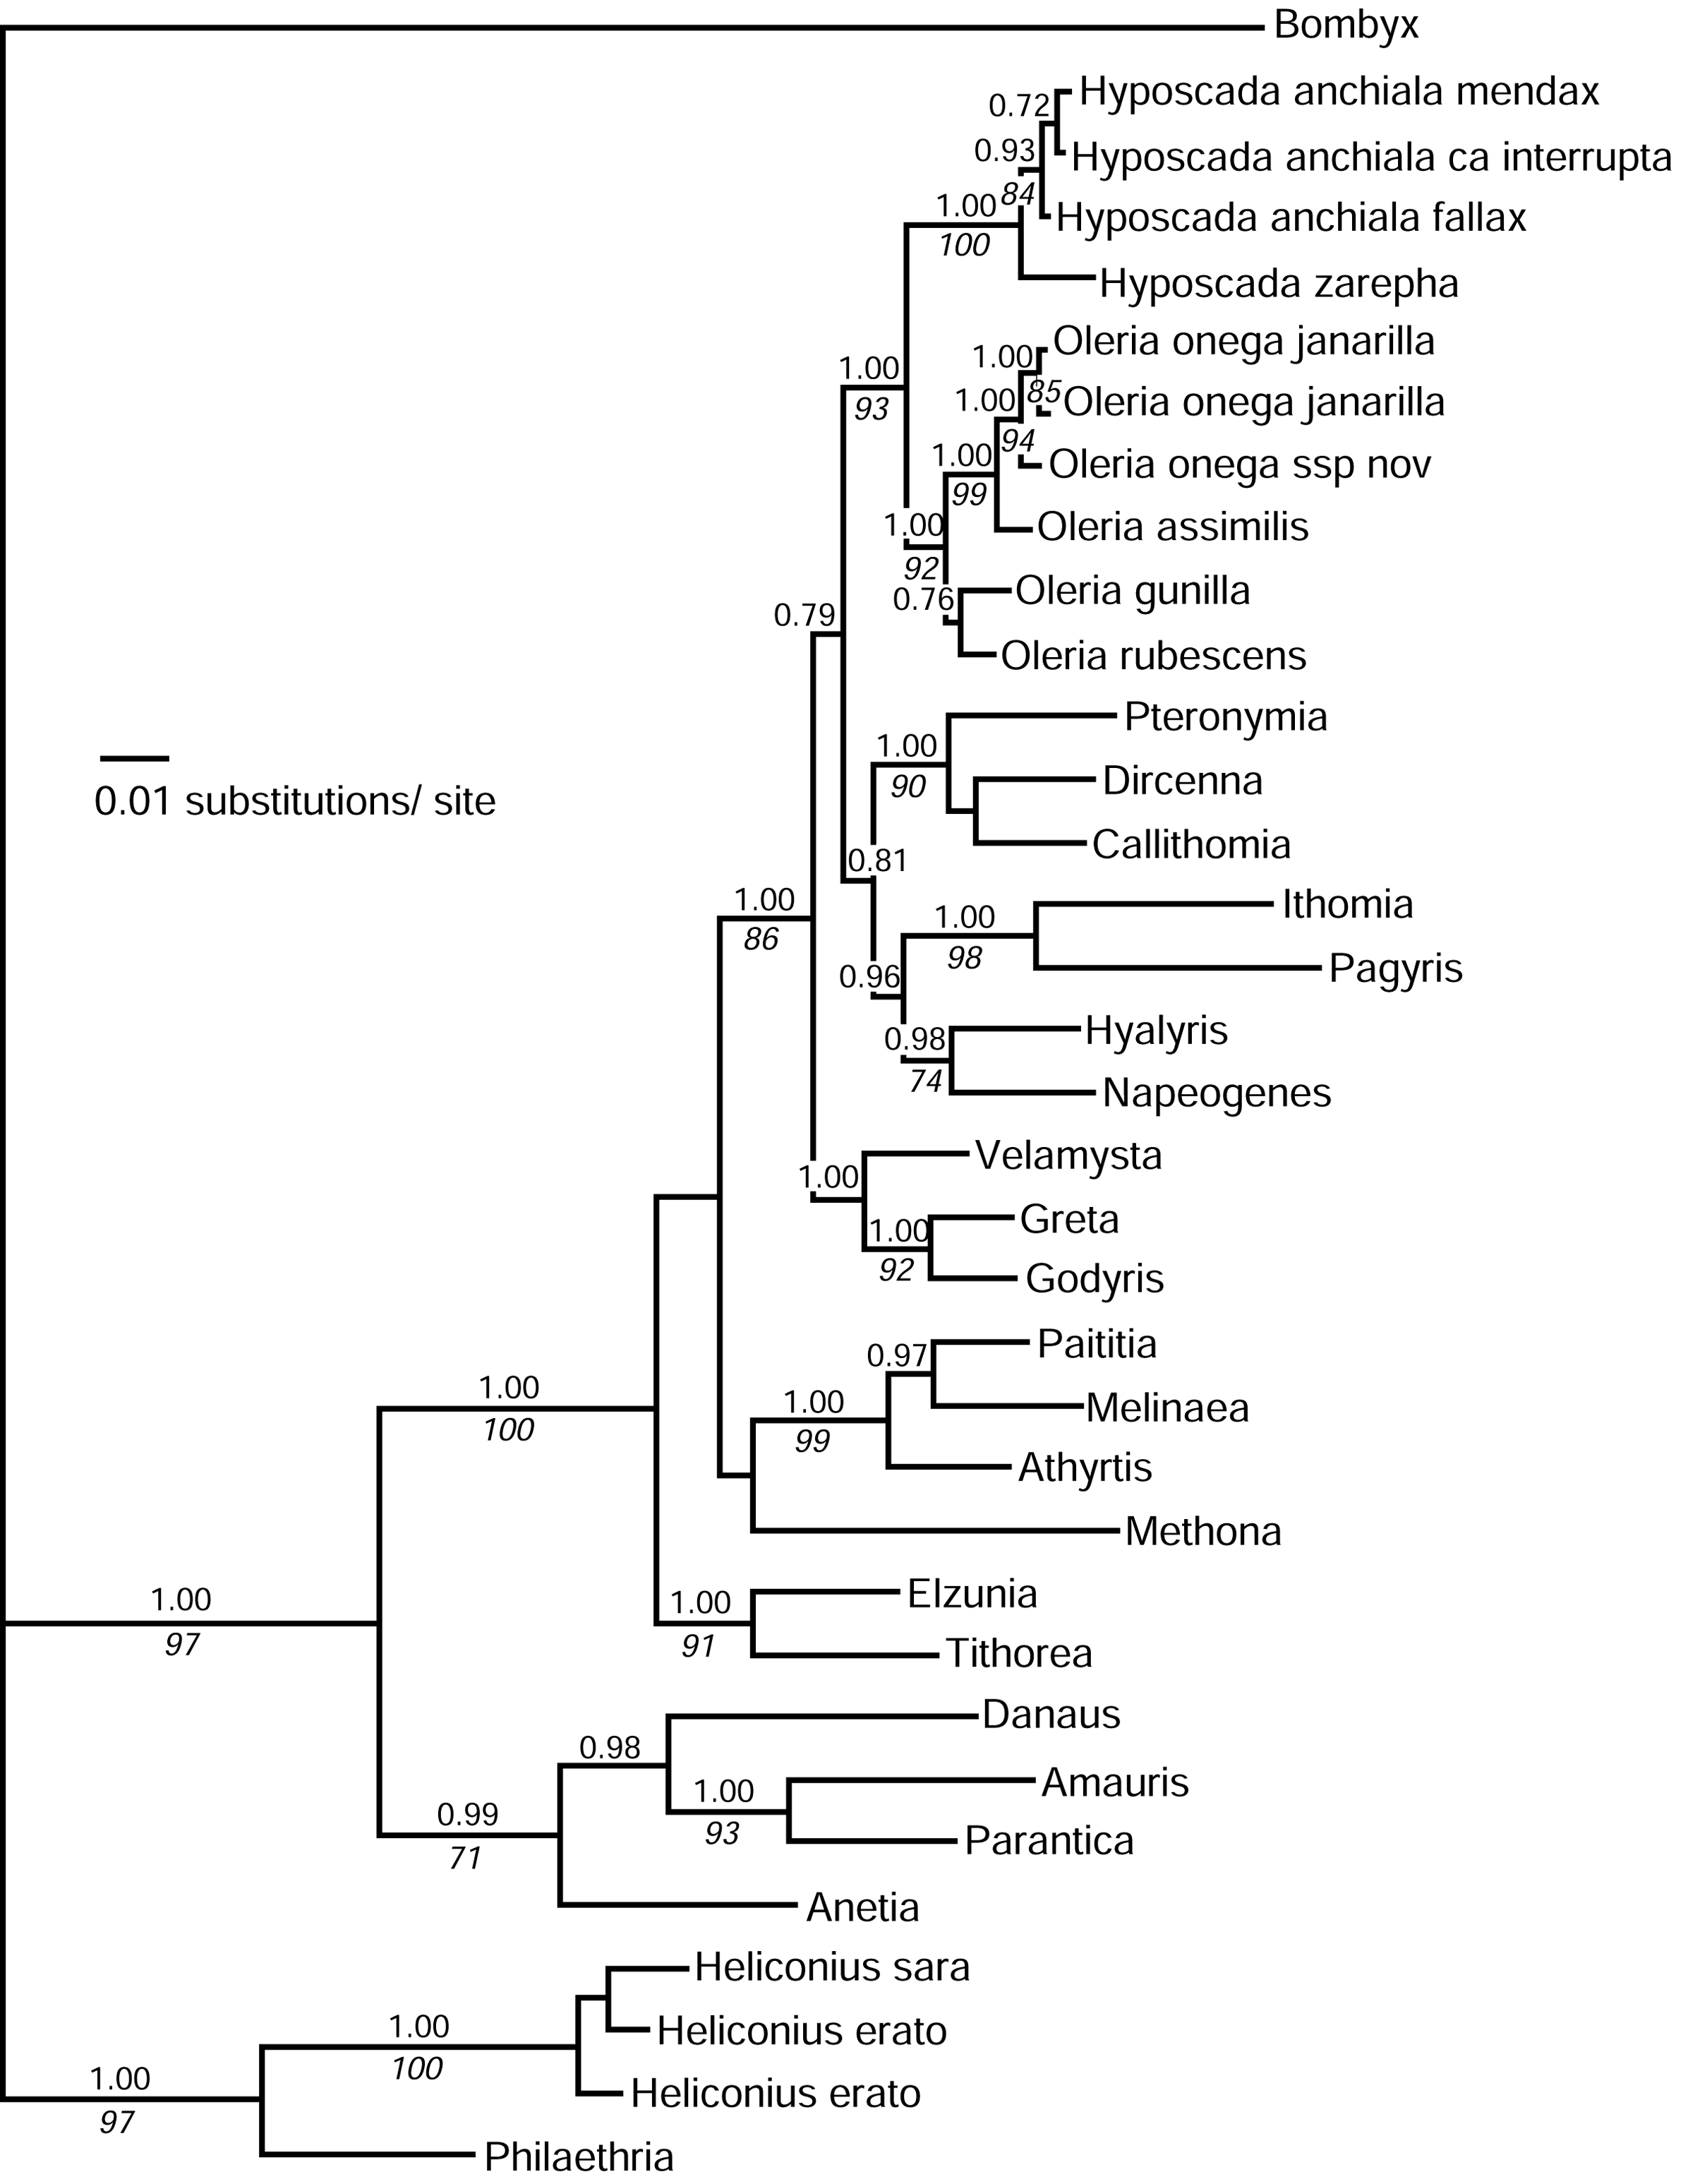 Bombyx
Hyposcada anchiala mendax
0.72
0.93
Hyposcada anchiala ca interrupta
84
1.00
Hyposcada anchiala fallax
100
Hyposcada zarepha
Oleria onega janarilla
1.00
1.00
85
Oleria onega janarilla
1.00
93
94
1.00
Oleria onega ssp nov
99
1.00
Oleria assimilis
92
0.76
Oleria gunilla
0.79
Oleria rubescens
Pteronymia
1.00
90
Dircenna
0.01 substitutions/ site
Callithomia
0.81
1.00
86
Ithomia
1.00
98
Pagyris
0.96
Hyalyris
0.98
74
Napeogenes
Velamysta
1.00
Greta
1.00
92
Godyris
Paititia
0.97
1.00
100
Melinaea
1.00
99
Athyrtis
Methona
Elzunia
1.00
97
1.00
91
Tithorea
Danaus
0.98
Amauris
1.00
93
0.99
71
Parantica
Anetia
Heliconius sara
1.00
100
Heliconius erato
Heliconius erato
1.00
97
Philaethria